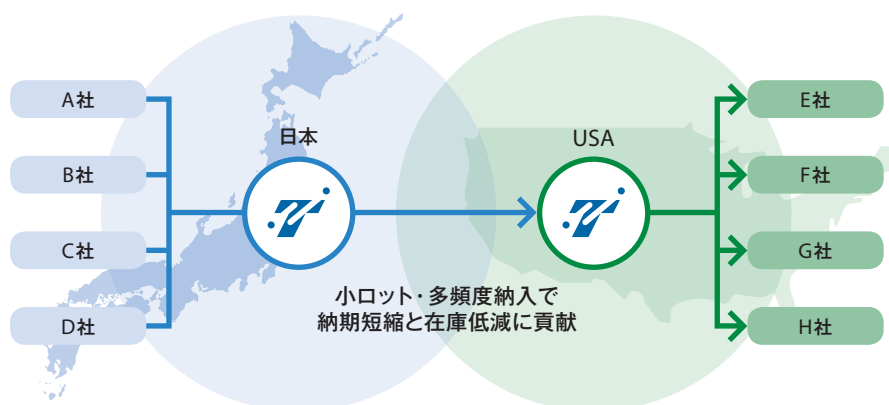 A社
B社
C社
D社
日本
USA
小ロット・多頻度納入で
納期短縮と在庫低減に貢献
E社
F社
G社
H社